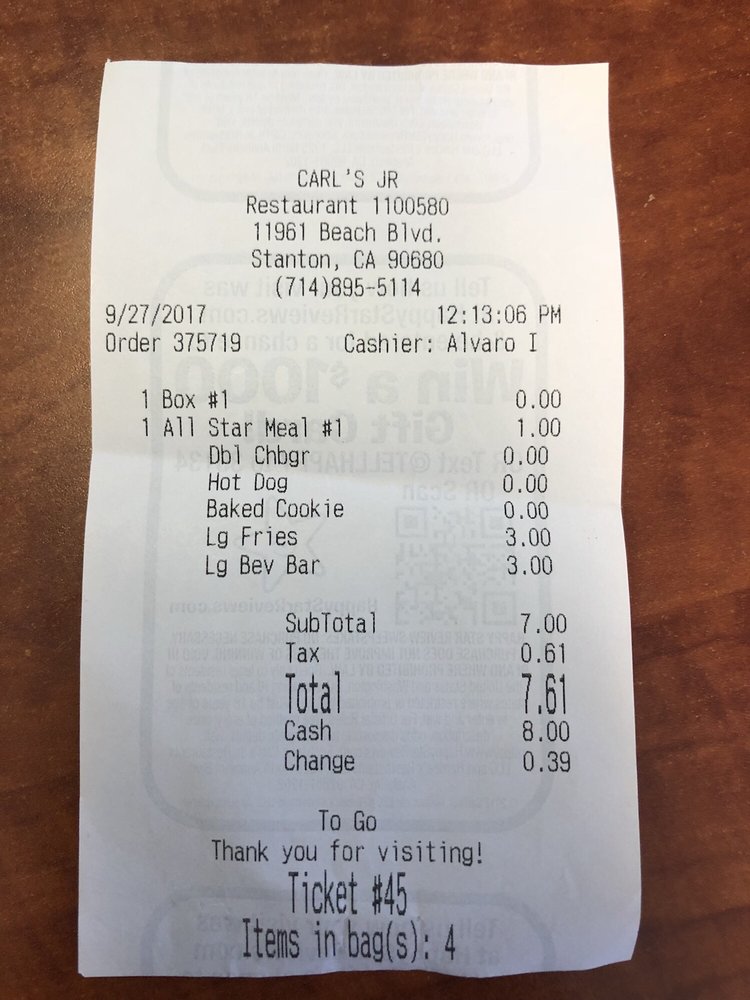 CARL'S JR
Restaurant 1100580
11961 Beach Blvd.
Stanton, CA 90680
(714)895-5114
9/27/2017 12:13:06 PM
Order 375719 Cashier: Alvaro I
1 Box #1 0.00
1 All Star Meal #1 1.00
Dbl Chbgr 0.00
Hot Dog 0.00
Baked Cookie 0.00
Lg Fries 3.00
Lg Bev Bar 3.00
SubTotal 7.00
Tax 0.61
Total 7.61
Cash 8.00
Change 0.39
To Go
Thank you for visiting!
Ticket #45
Items in bag(s): 4